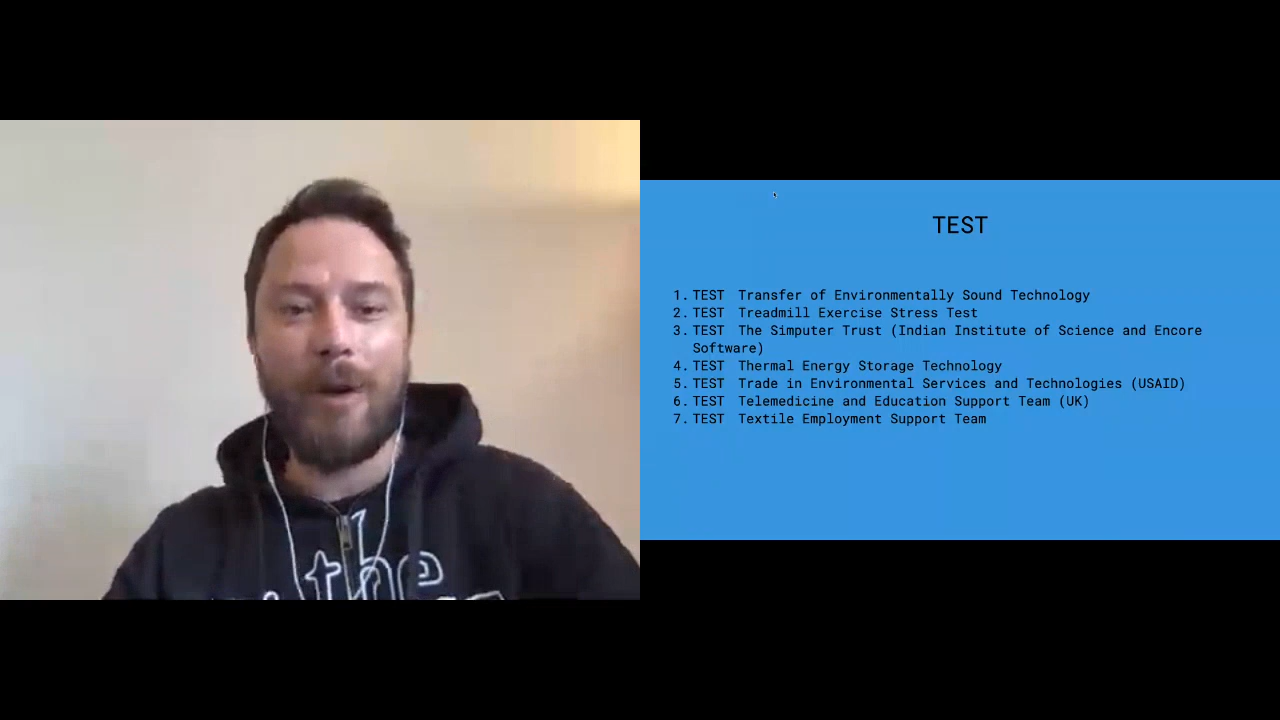 the
TEST
1. TEST Transfer of Environmentally Sound Technology
2. TEST Treadmill Exercise Stress Test
3. TEST The Simputer Trust (Indian Institute of Science and Encore
Software)
4. TEST Thermal Energy Storage Technology
5. TEST Trade in Environmental Services and Technologies (USAID)
6. TEST Telemedicine and Education Support Team (UK)
7. TEST Textile Employment Support Team